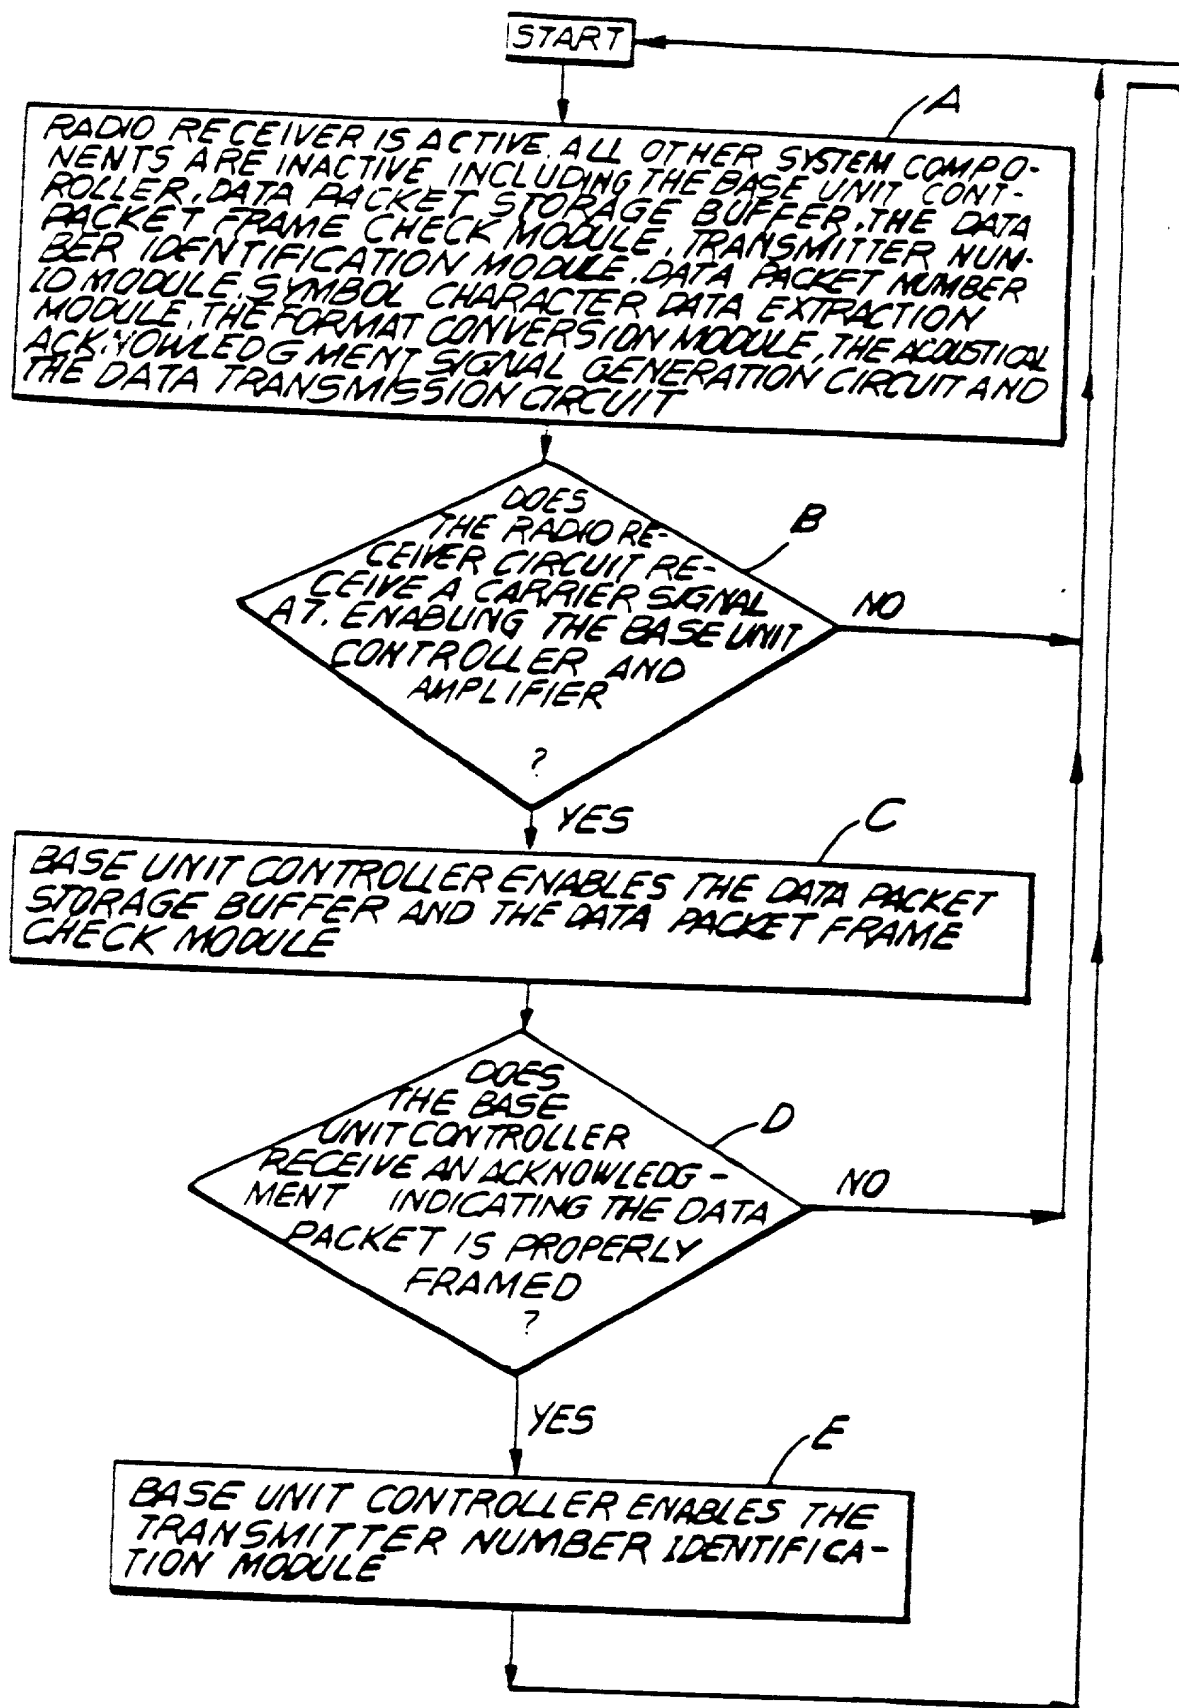 START
A
RADIO RECEIVER IS ACTIVE. ALL OTHER SYSTEM COMPO-
NENTS ARE INACTIVE INCLUDING THE BASE UNIT CONT-
ROLLER, DATA PACKET STORAGE BUFFER, THE DATA
PACKET FRAME CHECK MODULE, TRANSMITTER NUM-
BER IDENTIFICATION MODULE, DATA PACKET NUMBER
ID MODULE, SYMBOL CHARACTER DATA EXTRACTION
MODULE, THE FORMAT CONVERSION MODULE, THE ACOUSTICAL
ACKNOWLEDGMENT SIGNAL GENERATION CIRCUIT AND
THE DATA TRANSMISSION CIRCUIT
B
DOES
THE RADIO RE-
CEIVER CIRCUIT RE-
CEIVE A CARRIER SIGNAL
A7, ENABLING THE BASE UNIT
CONTROLLER AND
AMPLIFIER
?
NO
YES
C
BASE UNIT CONTROLLER ENABLES THE DATA PACKET
STORAGE BUFFER AND THE DATA PACKET FRAME
CHECK MODULE
D
DOES
THE BASE
UNIT CONTROLLER
RECEIVE AN ACKNOWLEDG-
MENT INDICATING THE DATA
PACKET IS PROPERLY
FRAMED
?
NO
YES
E
BASE UNIT CONTROLLER ENABLES THE
TRANSMITTER NUMBER IDENTIFICA-
TION MODULE